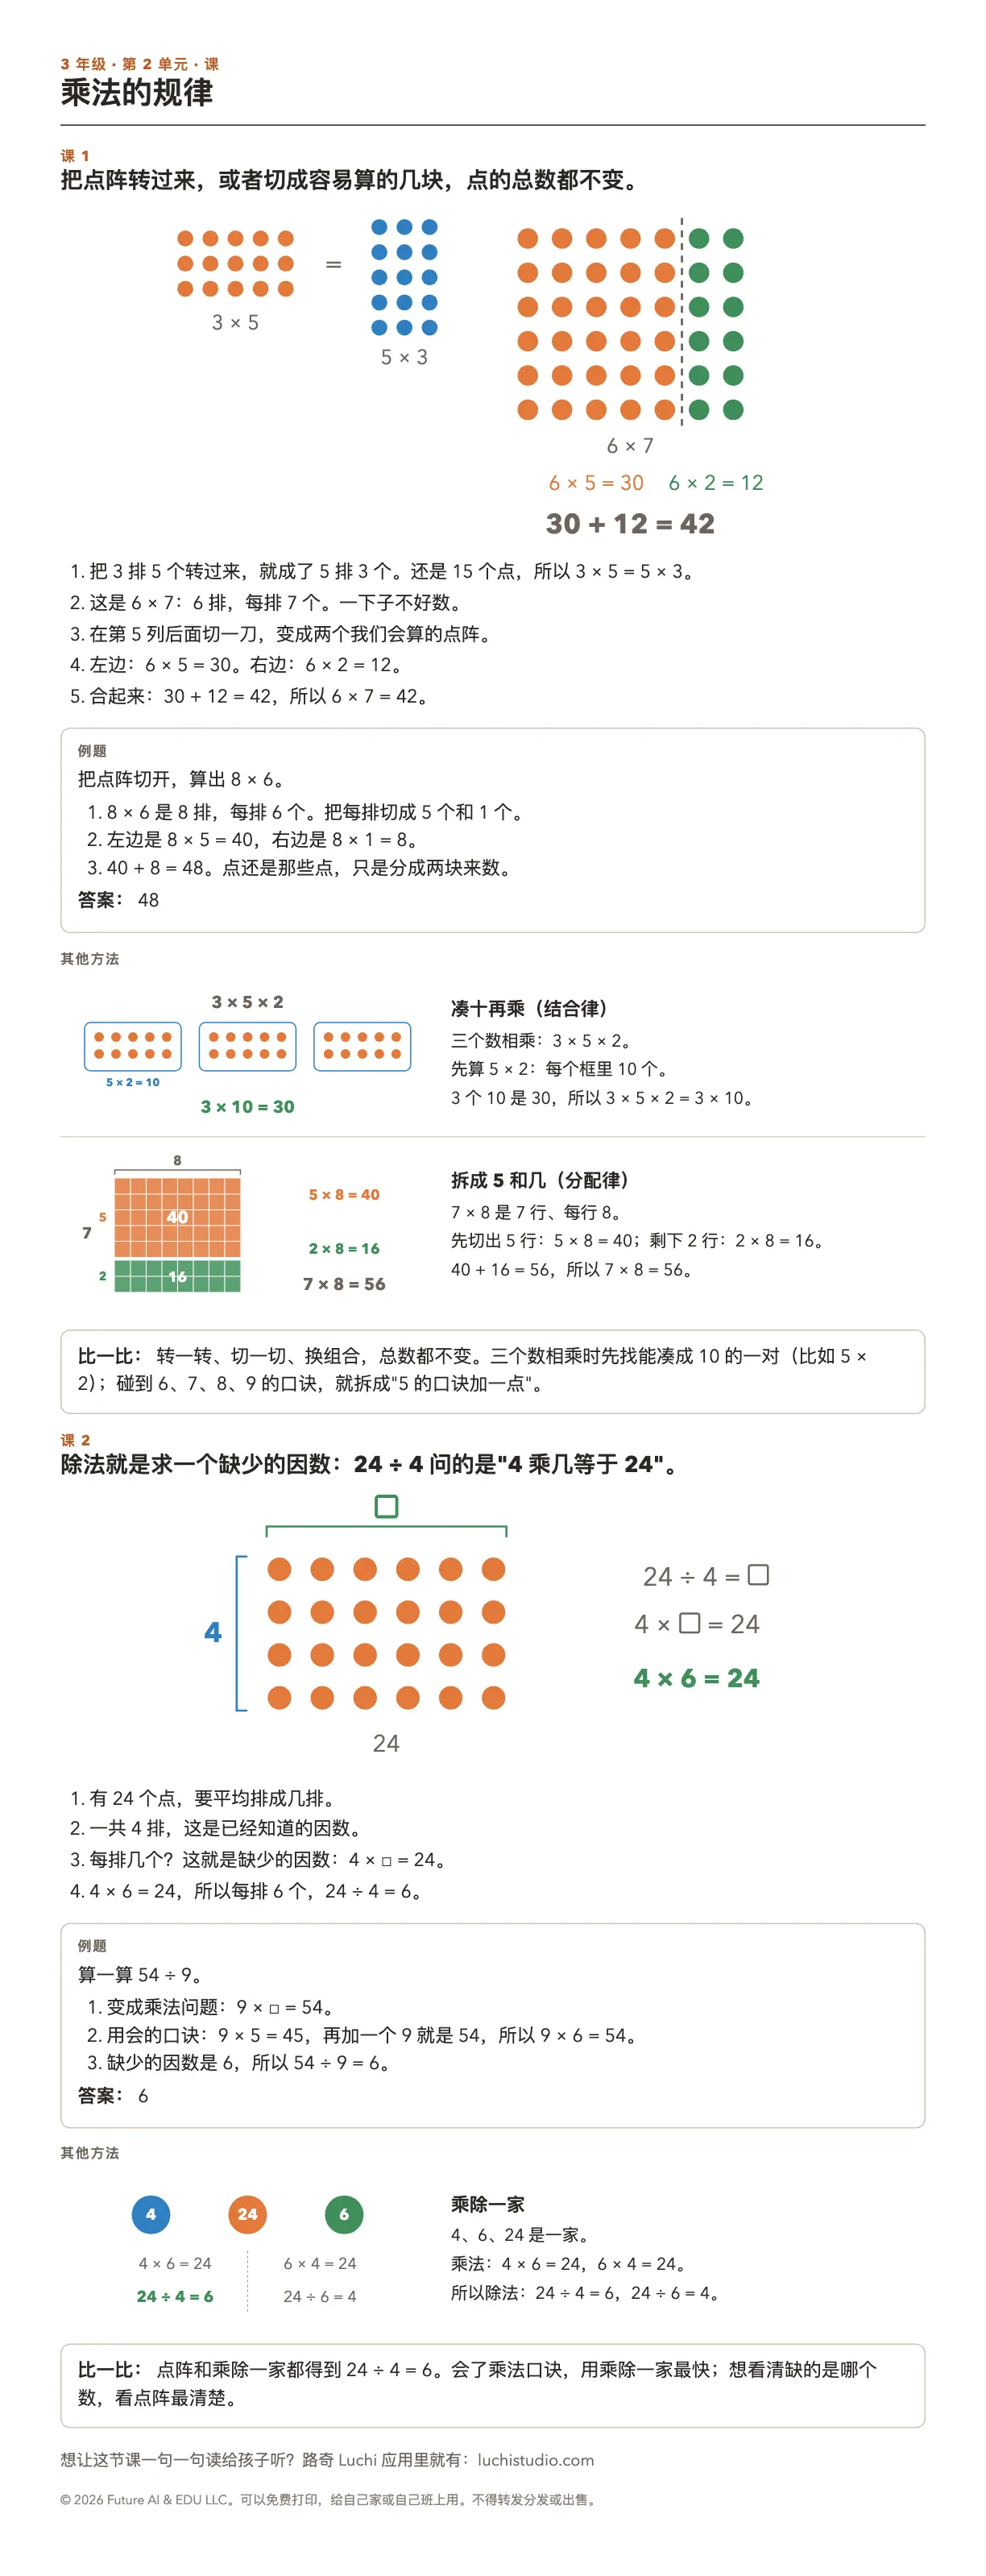 3 年级 · 第 2 单元 · 课
乘法的规律
课 1
把点阵转过来，或者切成容易算的几块，点的总数都不变。
=
3 × 5
5 × 3
6 × 7
6 × 5 = 30 6 × 2 = 12
30 + 12 = 42
1. 把 3 排 5 个转过来，就成了 5 排 3 个。还是 15 个点，所以 3 × 5 = 5 × 3。
2. 这是 6 × 7：6 排，每排 7 个。一下子不好数。
3. 在第 5 列后面切一刀，变成两个我们会算的点阵。
4. 左边：6 × 5 = 30。右边：6 × 2 = 12。
5. 合起来：30 + 12 = 42，所以 6 × 7 = 42。
例题
把点阵切开，算出 8 × 6。
1. 8 × 6 是 8 排，每排 6 个。把每排切成 5 个和 1 个。
2. 左边是 8 × 5 = 40，右边是 8 × 1 = 8。
3. 40 + 8 = 48。点还是那些点，只是分成两块来数。
答案： 48
其他方法
3 × 5 × 2
5 × 2 = 10
3 × 10 = 30
凑十再乘（结合律）
三个数相乘：3 × 5 × 2。
先算 5 × 2：每个框里 10 个。
3 个 10 是 30，所以 3 × 5 × 2 = 3 × 10。
8
5
7
2
40
16
5 × 8 = 40
2 × 8 = 16
7 × 8 = 56
拆成 5 和几（分配律）
7 × 8 是 7 行、每行 8。
先切出 5 行：5 × 8 = 40；剩下 2 行：2 × 8 = 16。
40 + 16 = 56，所以 7 × 8 = 56。
比一比： 转一转、切一切、换组合，总数都不变。三个数相乘时先找能凑成 10 的一对（比如 5 ×
2）；碰到 6、7、8、9 的口诀，就拆成"5 的口诀加一点"。
课 2
除法就是求一个缺少的因数：24 ÷ 4 问的是"4 乘几等于 24"。
4
24
24 ÷ 4 = □
4 × □ = 24
4 × 6 = 24
1. 有 24 个点，要平均排成几排。
2. 一共 4 排，这是已经知道的因数。
3. 每排几个？这就是缺少的因数：4 × □ = 24。
4. 4 × 6 = 24，所以每排 6 个，24 ÷ 4 = 6。
例题
算一算 54 ÷ 9。
1. 变成乘法问题：9 × □ = 54。
2. 用会的口诀：9 × 5 = 45，再加一个 9 就是 54，所以 9 × 6 = 54。
3. 缺少的因数是 6，所以 54 ÷ 9 = 6。
答案： 6
其他方法
4 24 6
4 × 6 = 24 6 × 4 = 24
24 ÷ 4 = 6 24 ÷ 6 = 4
乘除一家
4、6、24 是一家。
乘法：4 × 6 = 24，6 × 4 = 24。
所以除法：24 ÷ 4 = 6，24 ÷ 6 = 4。
比一比： 点阵和乘除一家都得到 24 ÷ 4 = 6。会了乘法口诀，用乘除一家最快；想看清缺的是哪个
数，看点阵最清楚。
想让这节课一句一句读给孩子听？路奇 Luchi 应用里就有：luchistudio.com
© 2026 Future AI & EDU LLC。可以免费打印，给自己家或自己班上用。不得转发分发或出售。